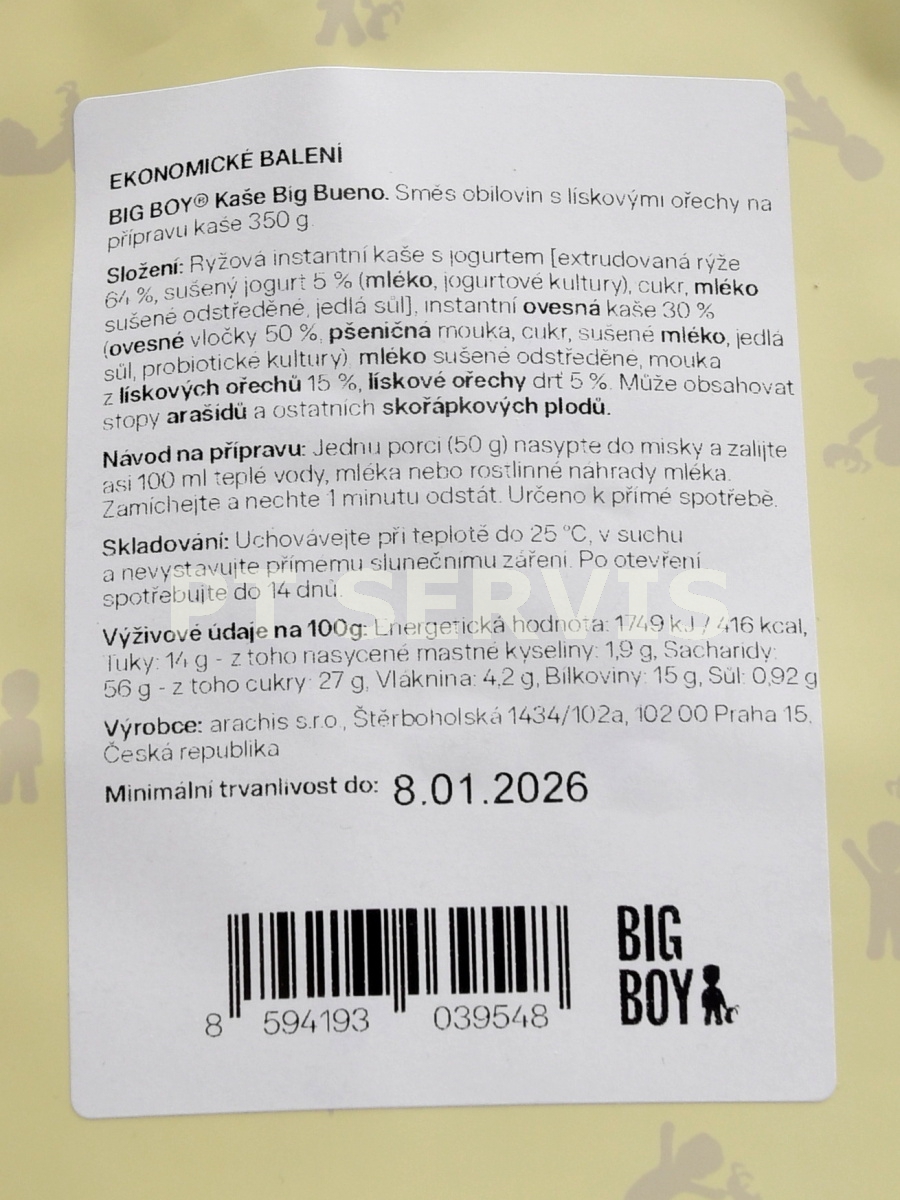 EKONOMICKÉ BALENÍ
BIG BOY® Kaše Big Bueno. Směs obilovin s lískovými ořechy na
přípravu kaše 350 g.
Složení: Ryžová instantní kaše s jogurtem [extrudovaná rýže
64 %, sušený jogurt 5 % (mléko, jogurtové kultury), cukr, mléko
sušené odstředěné, jedlá sůl], instantní ovesná kaše 30 %
(ovesné vločky 50 %, pšeničná mouka, cukr, sušené mléko, jedlá
sůl, probiotické kultury), mléko sušené odstředěné, mouka
z lískových ořechů 15 %, lískové ořechy drť 5 %. Může obsahovat
stopy arašídů a ostatních skořápkových plodů.
Návod na přípravu: Jednu porci (50 g) nasypte do misky a zalijte
asi 100 ml teplé vody, mléka nebo rostlinné náhrady mléka.
Zamíchejte a nechte 1 minutu odstát. Určeno k přímé spotřebě.
Skladování: Uchovávejte při teplotě do 25 °C, v suchu
a nevystavujte přímému slunečnímu záření. Po otevření
spotřebujte do 14 dnů.
PT SERVIS
Výživové údaje na 100g: Energetická hodnota: 1749 kJ / 416 kcal,
Tuky: 14 g - z toho nasycené mastné kyseliny: 1,9 g, Sacharidy:
56 g - z toho cukry: 27 g, Vláknina: 4,2 g, Bílkoviny: 15 g, Sůl: 0,92 g
Výrobce: arachis s.r.o., Štěrboholská 1434/102a, 102 00 Praha 15,
Česká republika
Minimální trvanlivost do: 8.01.2026
BIG
BOY
8 594193 039548